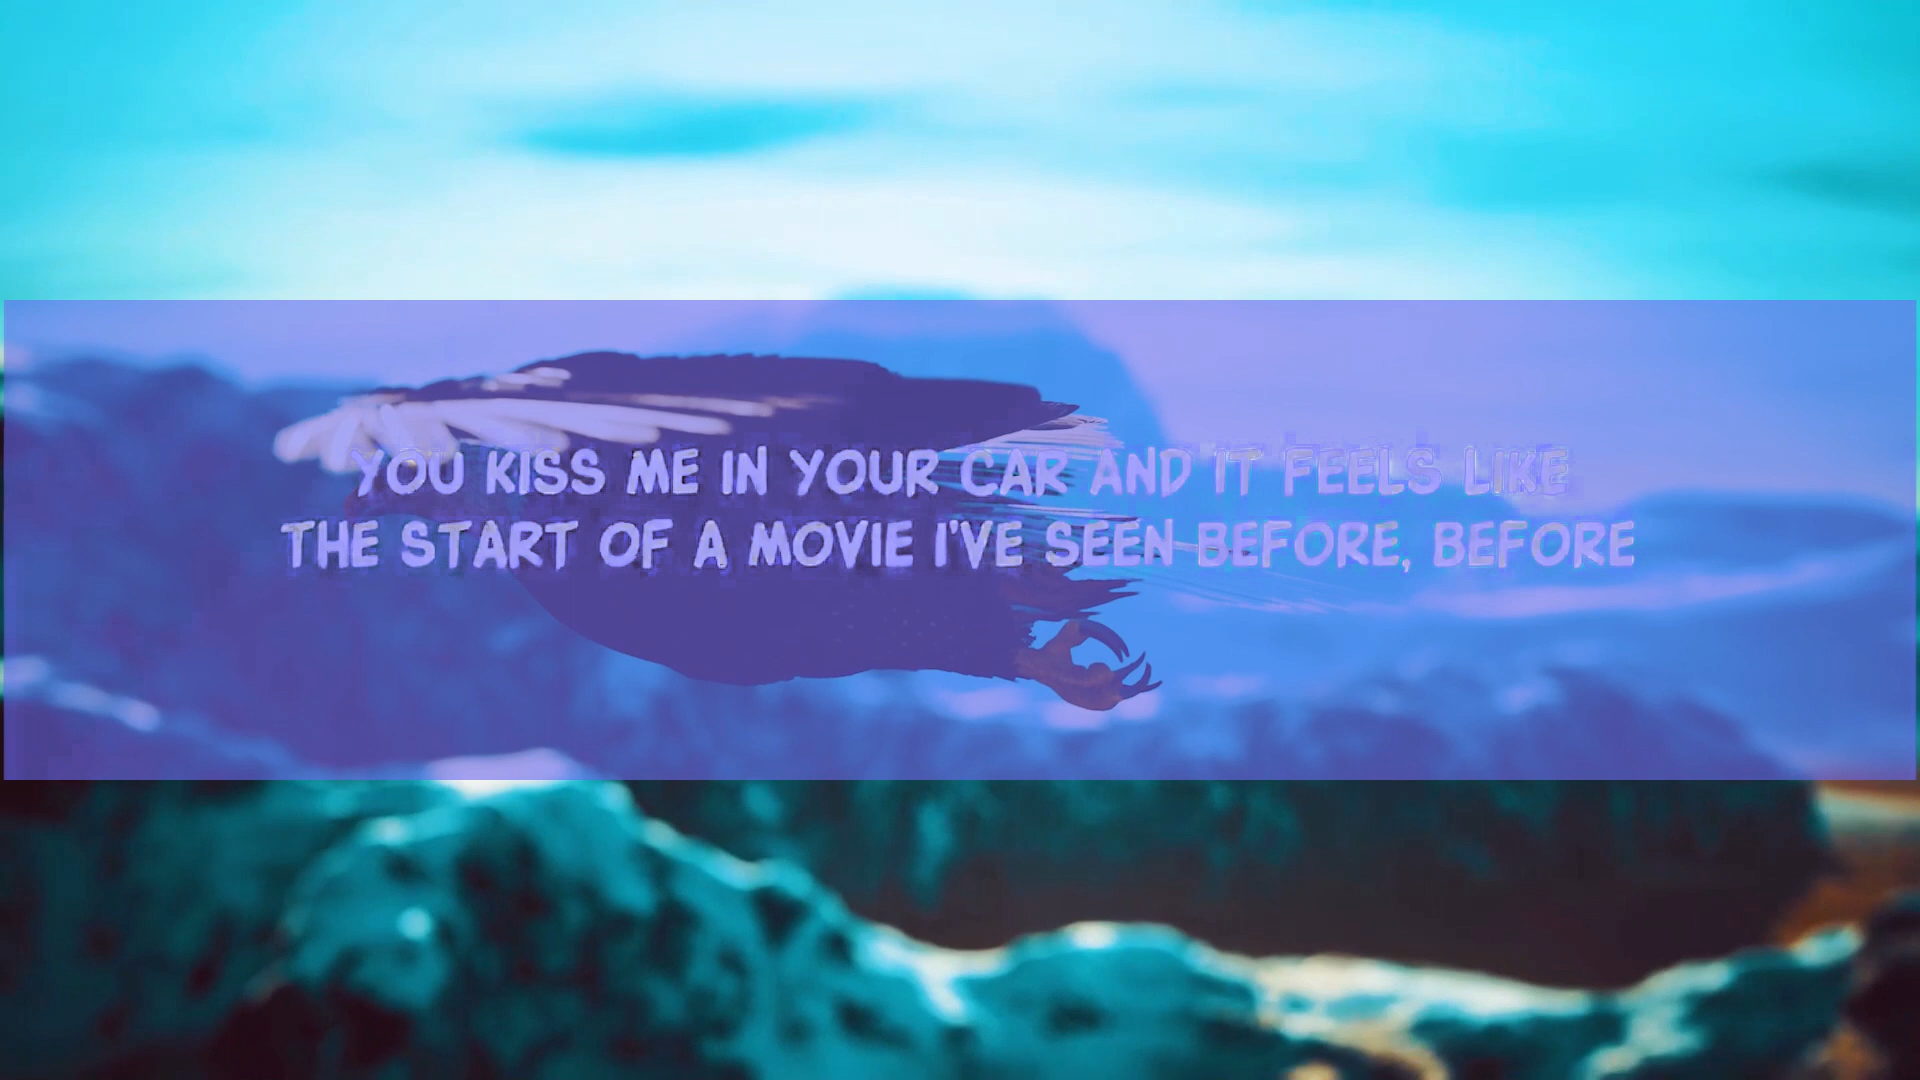 YOU KISS ME IN YOUR CAR AND IT FEELS LIKE
THE START OF A MOVIE I'VE SEEN BEFORE, BEFORE